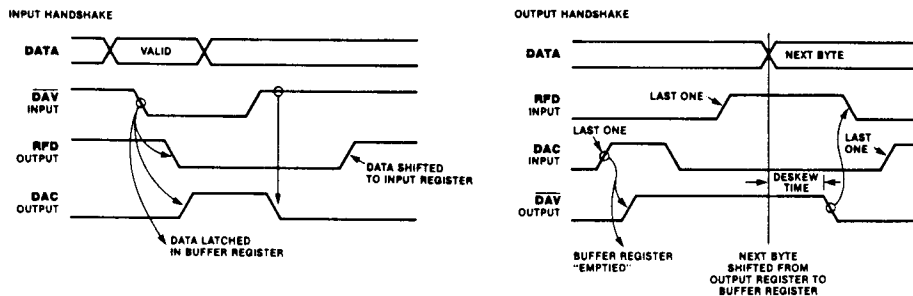 INPUT HANDSHAKE
DATA
VALID
DAV
INPUT
RFD
OUTPUT
DATA SHIFTED
TO INPUT REGISTER
DAC
OUTPUT
DATA LATCHED
IN BUFFER REGISTER
OUTPUT HANDSHAKE
DATA
NEXT BYTE
RFD
INPUT
LAST ONE
LAST ONE
DAC
INPUT
LAST
ONE
DESKEW
TIME
DAV
OUTPUT
BUFFER REGISTER
"EMPTIED"
NEXT BYTE
SHIFTED FROM
OUTPUT REGISTER TO
BUFFER REGISTER